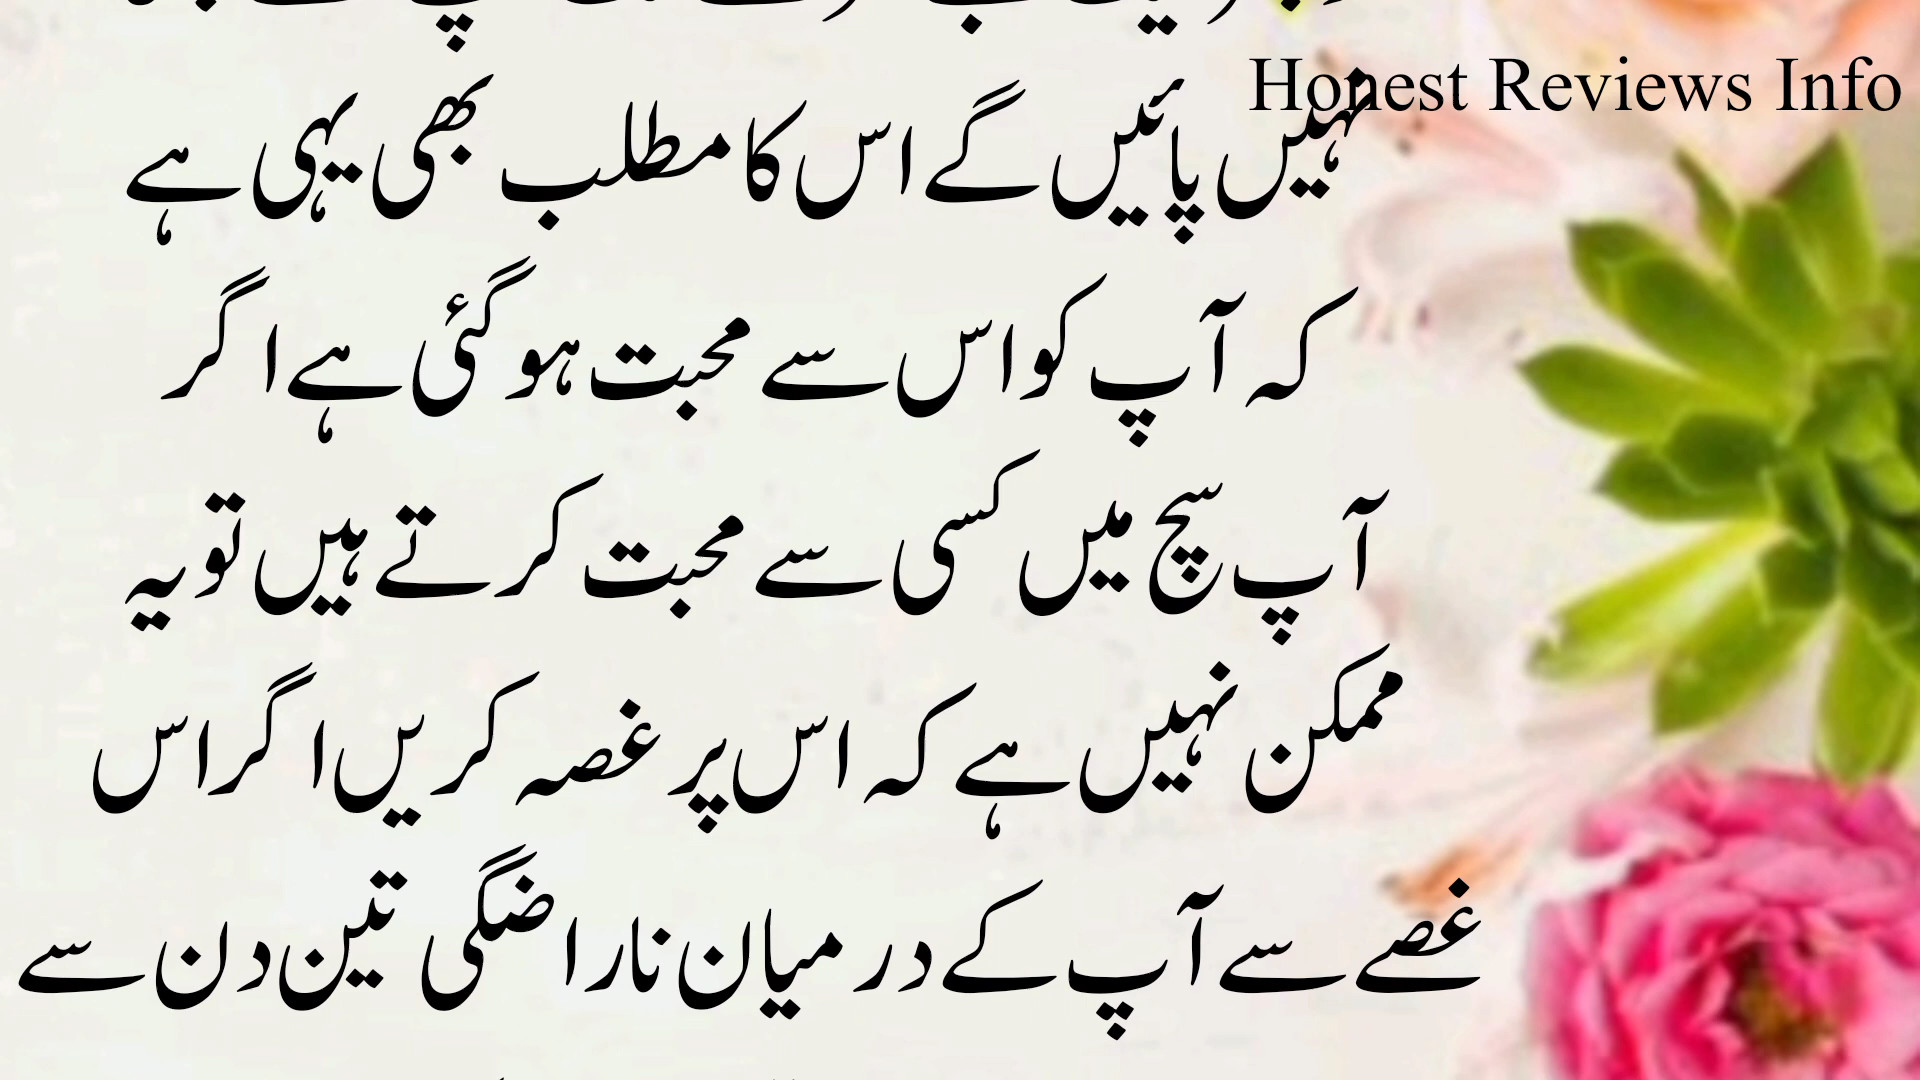 Honest Reviews Info
نہیں پائیں گے اس کا مطلب بھی یہی ہے
کہ آپ کو اس سے محبت ہو گئی ہے اگر
آپ سچ میں کسی سے محبت کرتے ہیں تو یہ
ممکن نہیں ہے کہ اس پر غصہ کریں اگر اس
غصے سے آپ کے درمیان ناراضگی تین دن سے